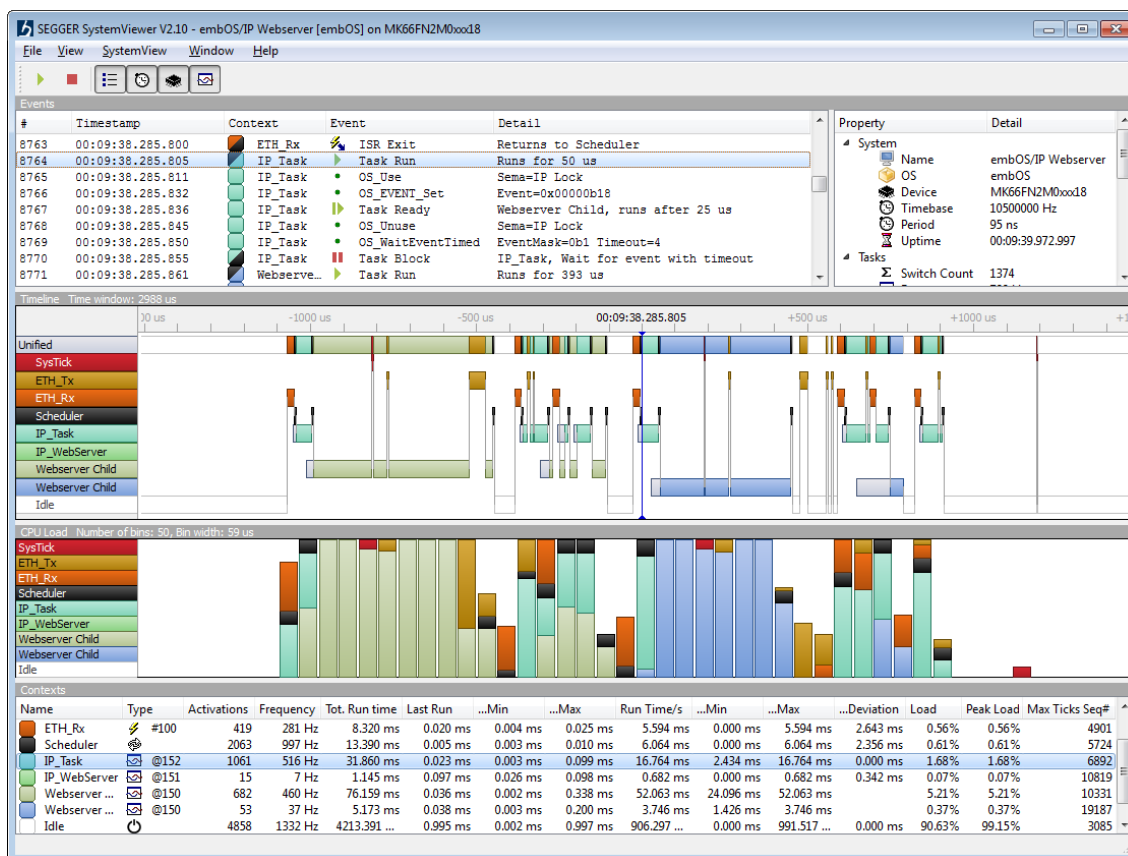 SEGGER SystemViewer V2.10 - embOS/IP Webserver [embOS] on MK66FN2M0xxx18
File View SystemView Window Help
Events
# Timestamp Context Event Detail
8763 00:09:38.285.800 ETH_Rx ISR Exit Returns to Scheduler
8764 00:09:38.285.805 IP_Task Task Run Runs for 50 us
8765 00:09:38.285.811 IP_Task OS_Use Sema=IP Lock
8766 00:09:38.285.832 IP_Task OS_EVENT_Set Event=0x00000b18
8767 00:09:38.285.836 IP_Task Task Ready Webserver Child, runs after 25 us
8768 00:09:38.285.845 IP_Task OS_Unuse Sema=IP Lock
8769 00:09:38.285.850 IP_Task OS_WaitEventTimed EventMask=0b1 Timeout=4
8770 00:09:38.285.855 IP_Task Task Block IP_Task, Wait for event with timeout
8771 00:09:38.285.861 Webserve... Task Run Runs for 393 us
Property Detail
System
Name embOS/IP Webserver
OS embOS
Device MK66FN2M0xxx18
Timebase 10500000 Hz
Period 95 ns
Uptime 00:09:39.972.997
Tasks
Σ Switch Count 1374
Timeline Time window: 2988 us
00 us -1000 us -500 us 00:09:38.285.805 +500 us +1000 us +1
Unified
SysTick
ETH_Tx
ETH_Rx
Scheduler
IP_Task
IP_WebServer
Webserver Child
Webserver Child
Idle
CPU Load Number of bins: 50, Bin width: 59 us
SysTick
ETH_Tx
ETH_Rx
Scheduler
IP_Task
IP_WebServer
Webserver Child
Webserver Child
Idle
Contexts
Name Type Activations Frequency Tot. Run time Last Run ...Min ...Max Run Time/s ...Min ...Max ...Deviation Load Peak Load Max Ticks Seq#
ETH_Rx #100 419 281 Hz 8.320 ms 0.020 ms 0.004 ms 0.025 ms 5.594 ms 0.000 ms 5.594 ms 2.643 ms 0.56% 0.56% 4901
Scheduler 2063 997 Hz 13.390 ms 0.005 ms 0.003 ms 0.010 ms 6.064 ms 0.000 ms 6.064 ms 2.356 ms 0.61% 0.61% 5724
IP_Task @152 1061 516 Hz 31.860 ms 0.023 ms 0.003 ms 0.099 ms 16.764 ms 2.434 ms 16.764 ms 0.000 ms 1.68% 1.68% 6892
IP_WebServer @151 15 7 Hz 1.145 ms 0.097 ms 0.026 ms 0.098 ms 0.682 ms 0.000 ms 0.682 ms 0.342 ms 0.07% 0.07% 10819
Webserver ... @150 682 460 Hz 76.159 ms 0.036 ms 0.002 ms 0.338 ms 52.063 ms 24.096 ms 52.063 ms 5.21% 5.21% 10331
Webserver ... @150 53 37 Hz 5.173 ms 0.038 ms 0.003 ms 0.200 ms 3.746 ms 1.426 ms 3.746 ms 0.37% 0.37% 19187
Idle 4858 1332 Hz 4213.391 ... 0.995 ms 0.002 ms 0.997 ms 906.297 ... 0.000 ms 991.517 ... 0.000 ms 90.63% 99.15% 3085